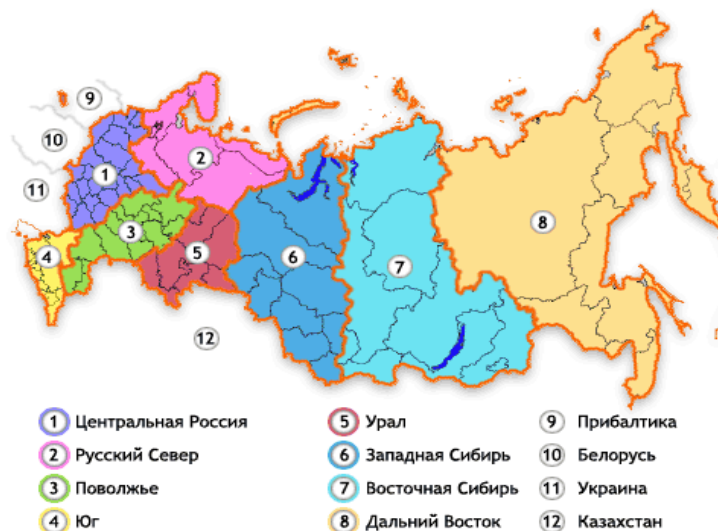 9
10
11
1
2
3
4
5
6
7
8
12
1 Центральная Россия
2 Русский Север
3 Поволжье
4 Юг
5 Урал
6 Западная Сибирь
7 Восточная Сибирь
8 Дальний Восток
9 Прибалтика
10 Белорусь
11 Украина
12 Казахстан